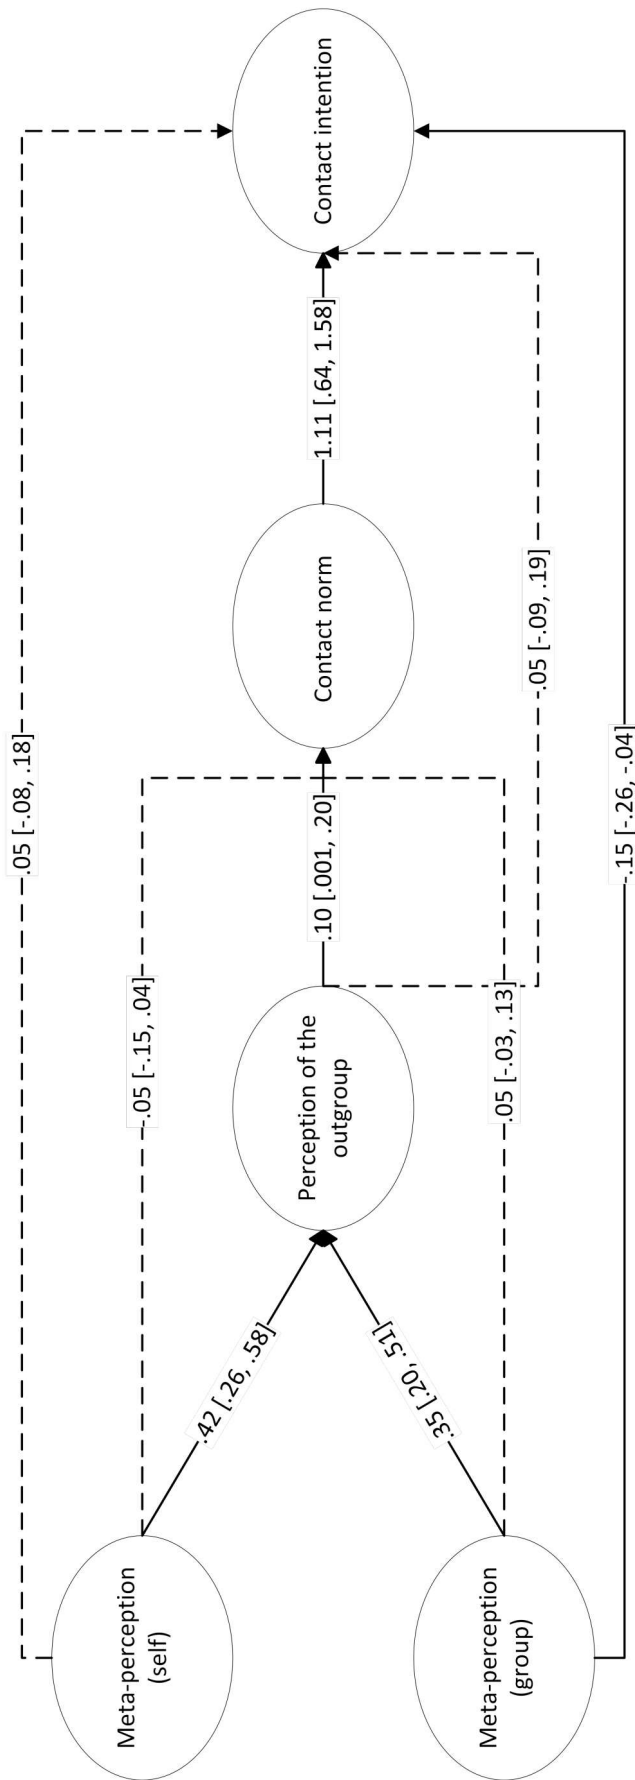 .05 [-.08, .18]
Meta-perception
(self)
-.05 [-.15, .04]
.42 [.26, .58]
Perception of the
outgroup
.10 [.001, .20]
Contact norm
1.11 [.64, 1.58]
Contact intention
.35 [.20, .51]
Meta-perception
(group)
.05 [-.03, .13]
.05 [-.09, .19]
-.15 [-.26, -.04]